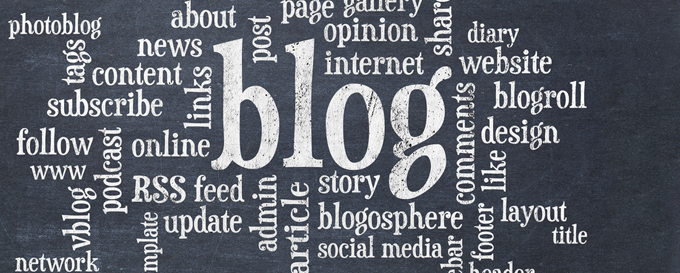 photoblog
about
page
gallery
share
news
post
opinion
diary
tags
content
links
blog
internet
website
subscribe
blogroll
comments
follow
online
design
www
podcast
RSS feed
story
like
vblog
update
admin
article
blogosphere
footer
layout
social media
title
network
header